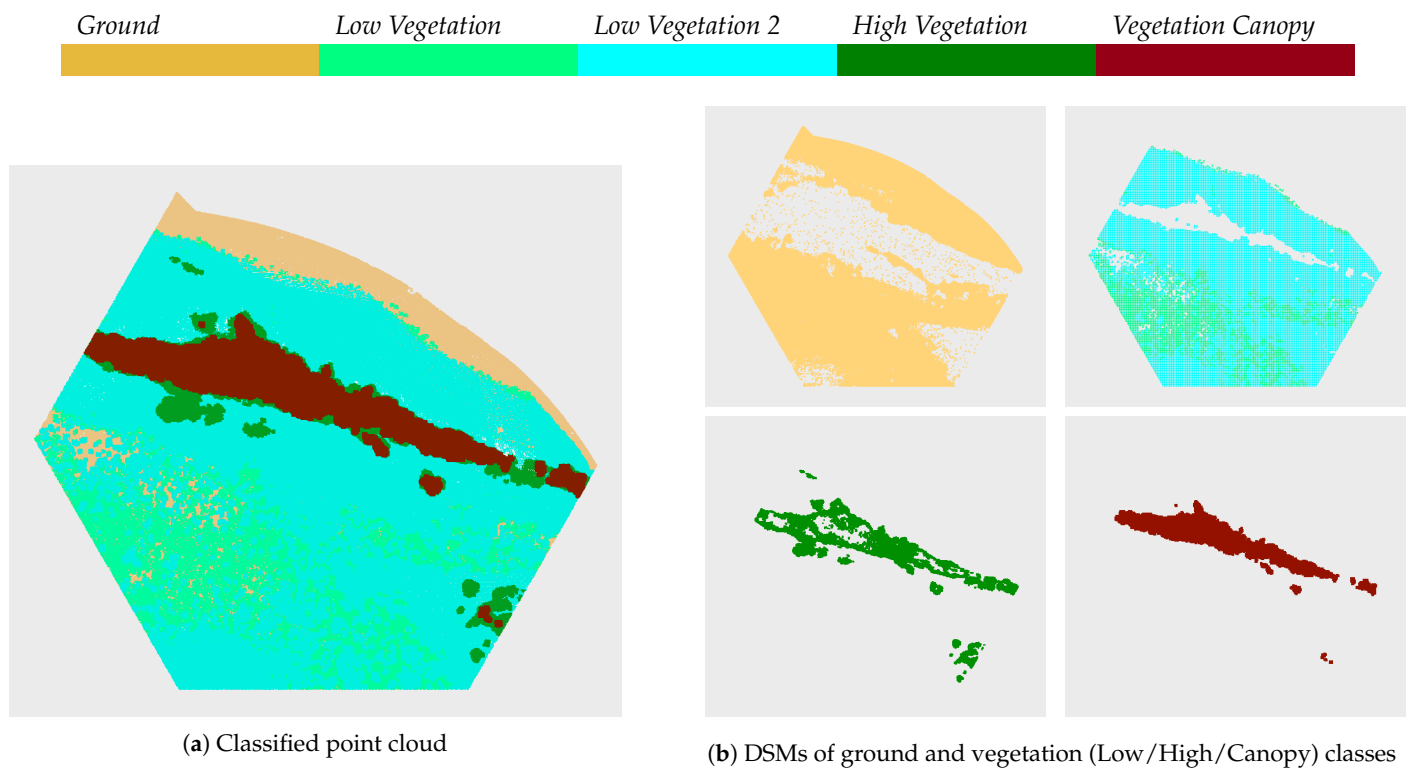 Ground Low Vegetation Low Vegetation 2 High Vegetation Vegetation Canopy
(a) Classified point cloud
(b) DSMs of ground and vegetation (Low/High/Canopy) classes